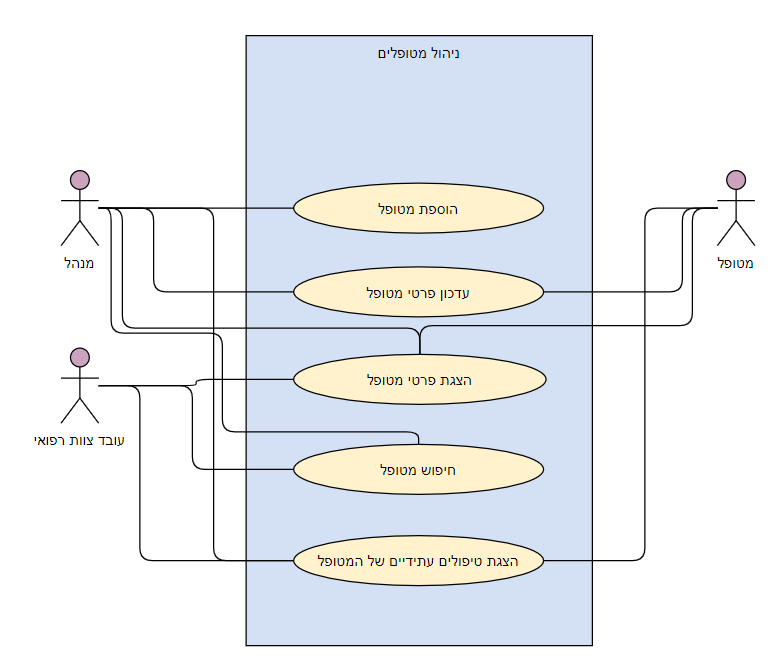 ניהול מטופלים
הוספת מטופל
מנהל
מטופל
עדכון פרטי מטופל
הצגת פרטי מטופל
עובד צוות רפואי
חיפוש מטופל
הצגת טיפולים עתידיים של המטופל